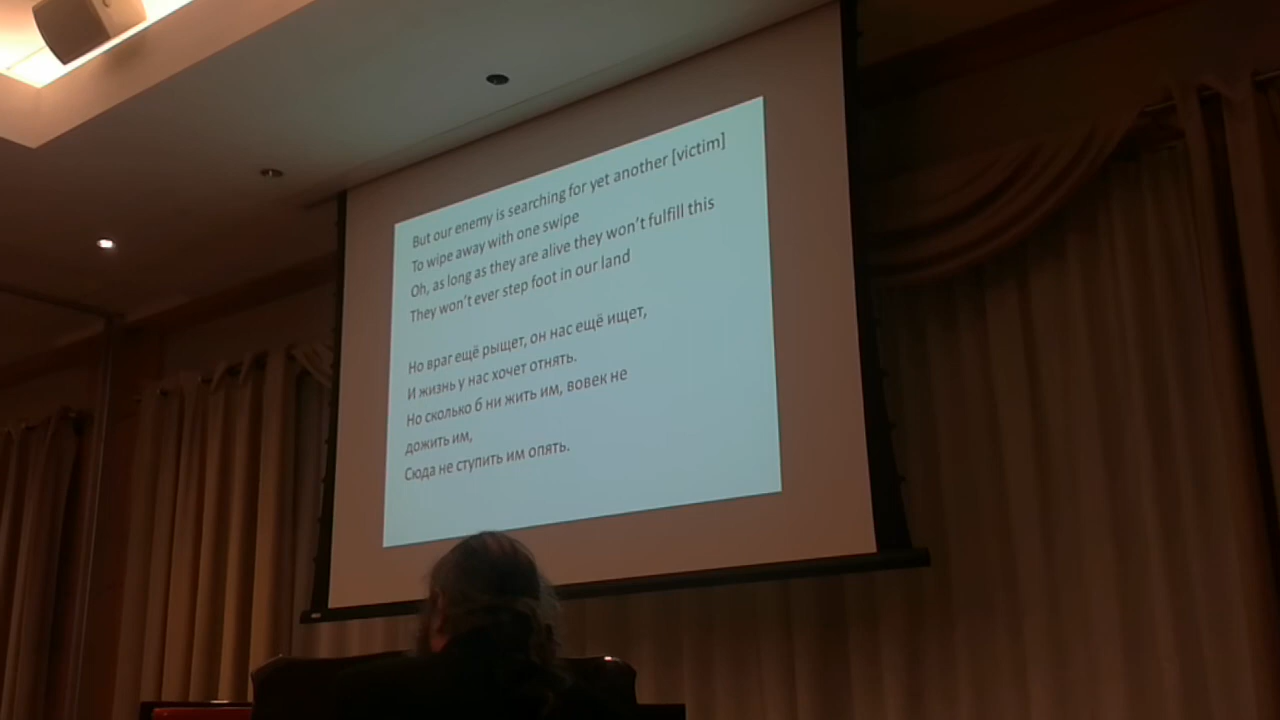 But our enemy is searching for yet another [victim]
To wipe away with one swipe
Oh, as long as they are alive they won't fulfill this
They won't ever step foot in our land
Но враг ещё рыщет, он нас ещё ищет,
И жизнь у нас хочет отнять.
Но сколько б ни жить им, вовек не
дожить им,
Сюда не ступить им опять.